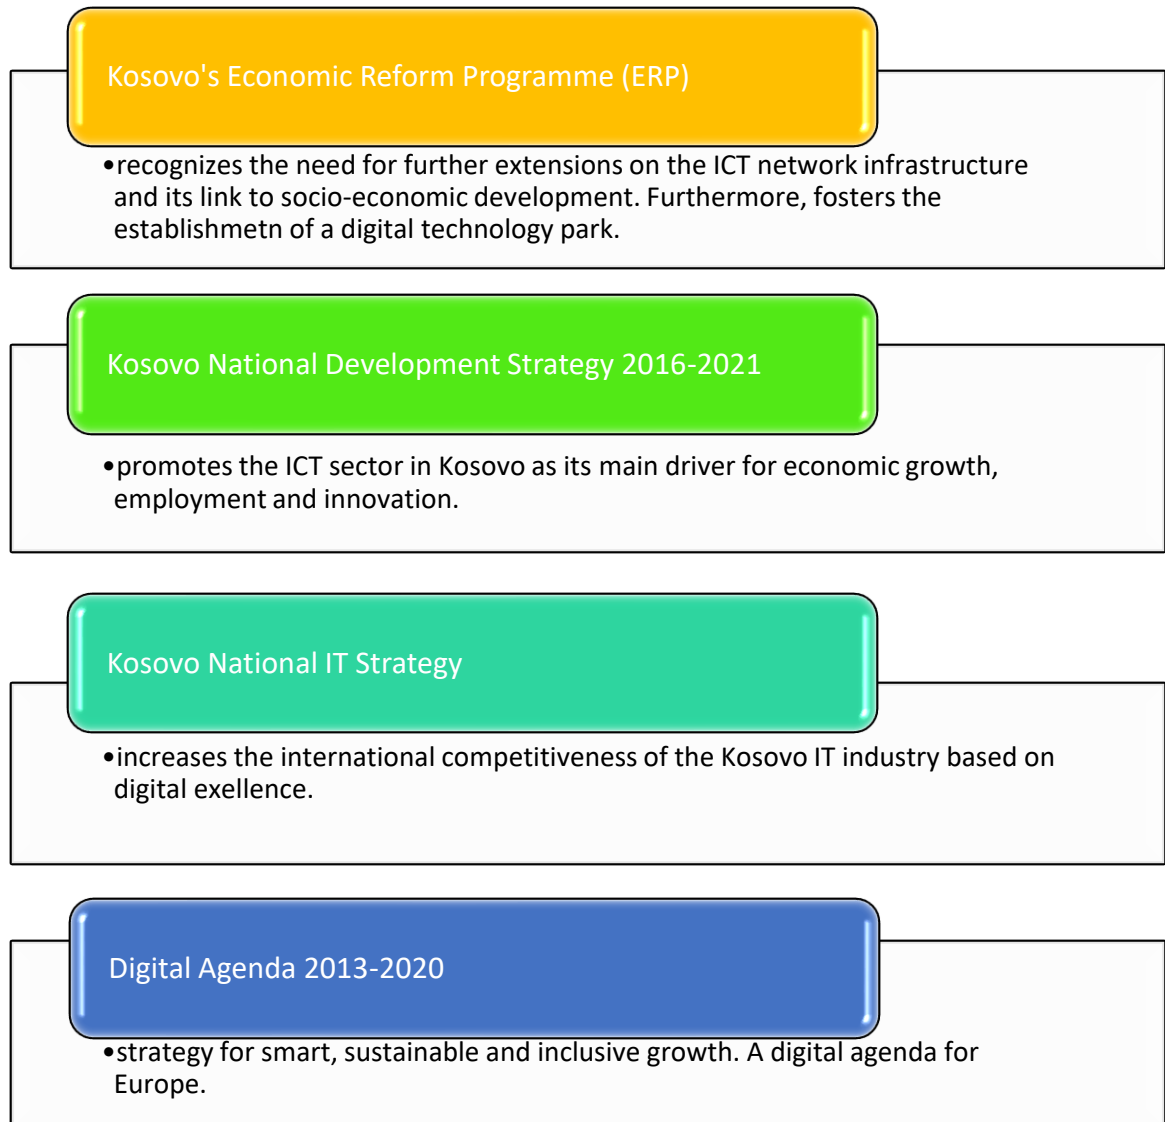 Kosovo's Economic Reform Programme (ERP)
•recognizes the need for further extensions on the ICT network infrastructure
and its link to socio-economic development. Furthermore, fosters the
establishmetn of a digital technology park.
Kosovo National Development Strategy 2016-2021
•promotes the ICT sector in Kosovo as its main driver for economic growth,
employment and innovation.
Kosovo National IT Strategy
•increases the international competitiveness of the Kosovo IT industry based on
digital exellence.
Digital Agenda 2013-2020
•strategy for smart, sustainable and inclusive growth. A digital agenda for
Europe.